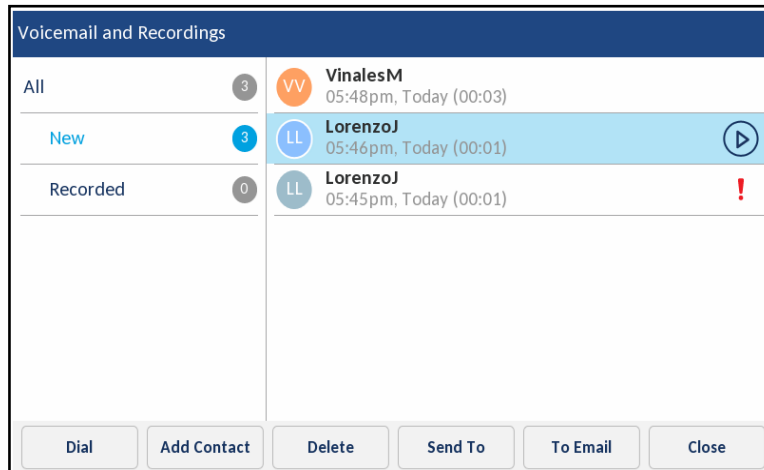 Voicemail and Recordings
All
3
New
3
Recorded
0
VV
VinalesM
05:48pm, Today (00:03)
LL
LorenzoJ
05:46pm, Today (00:01)
LL
LorenzoJ
05:45pm, Today (00:01)
!
Dial
Add Contact
Delete
Send To
To Email
Close